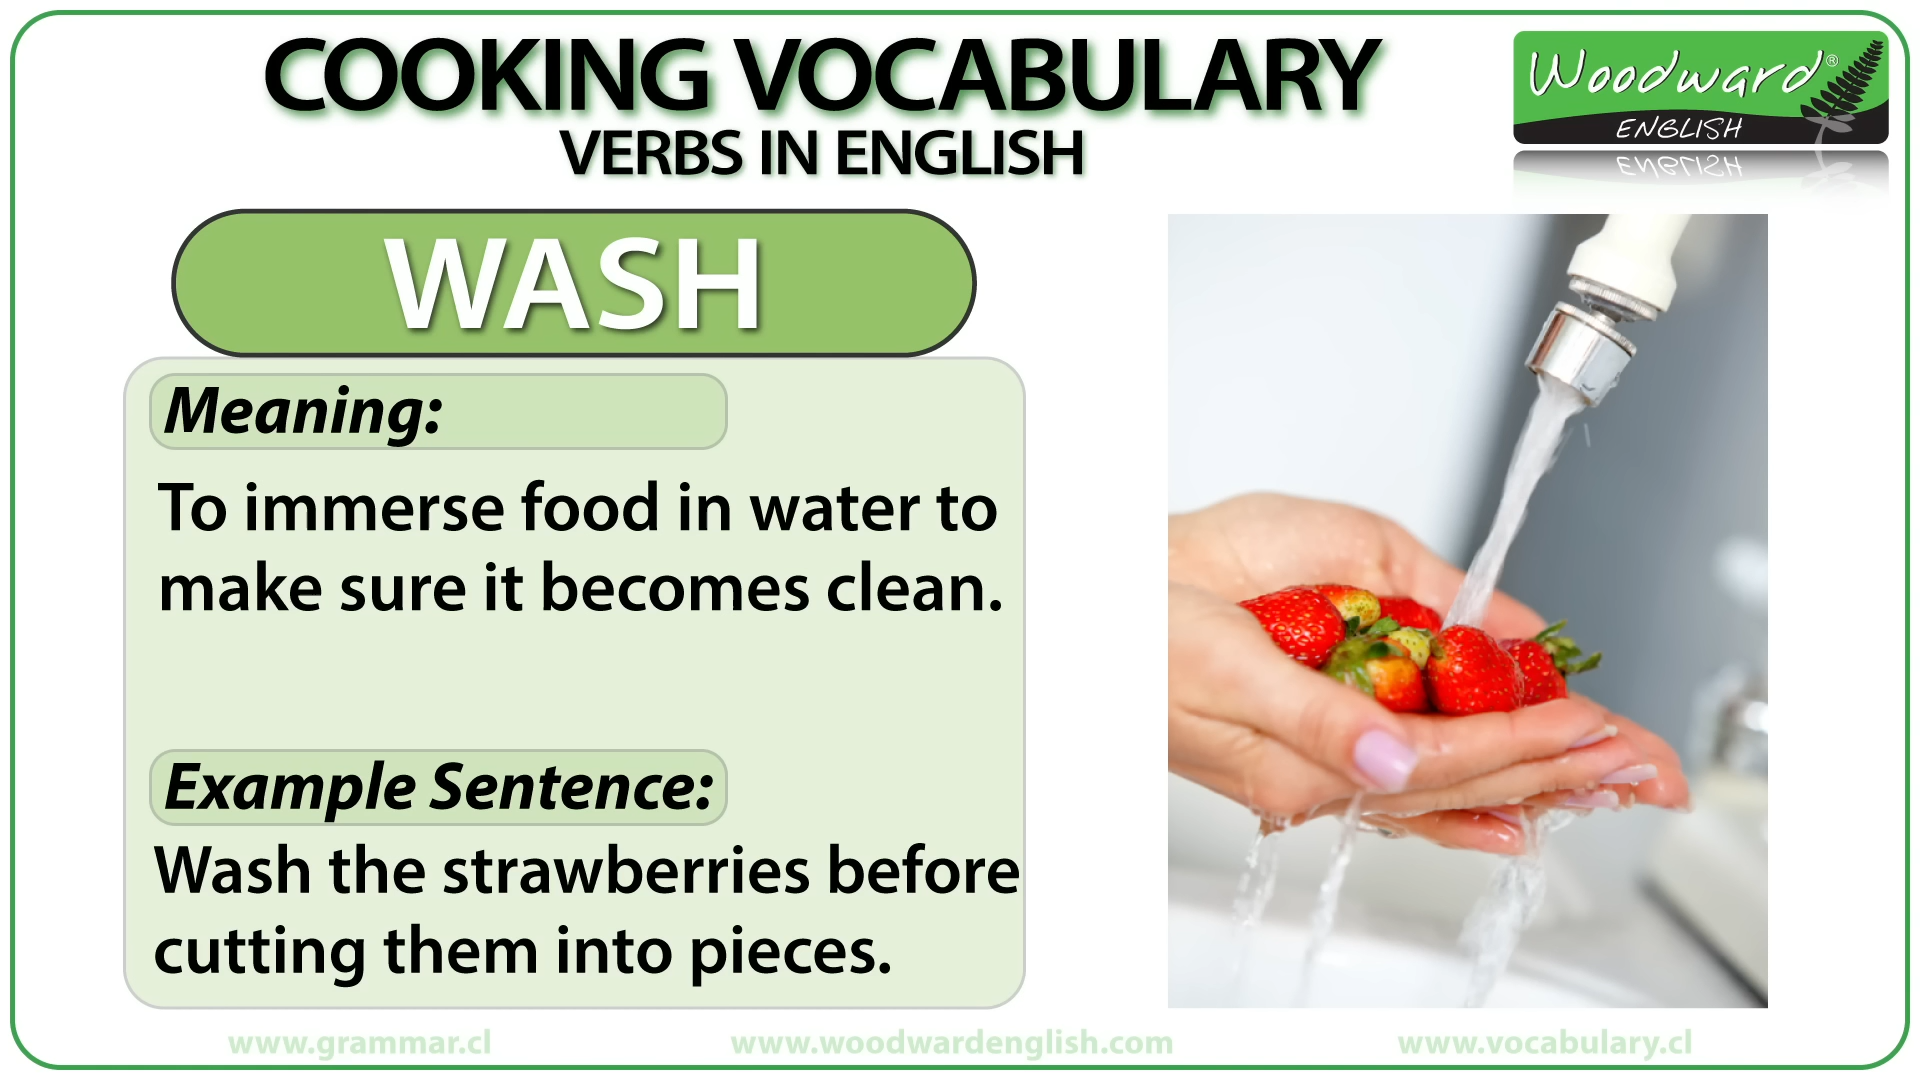 COOKING VOCABULARY
VERBS IN ENGLISH
Woodward®
ENGLISH
WASH
Meaning:
To immerse food in water to
make sure it becomes clean.
Example Sentence:
Wash the strawberries before
cutting them into pieces.
www.grammar.cl
www.woodwardenglish.com
www.vocabulary.cl